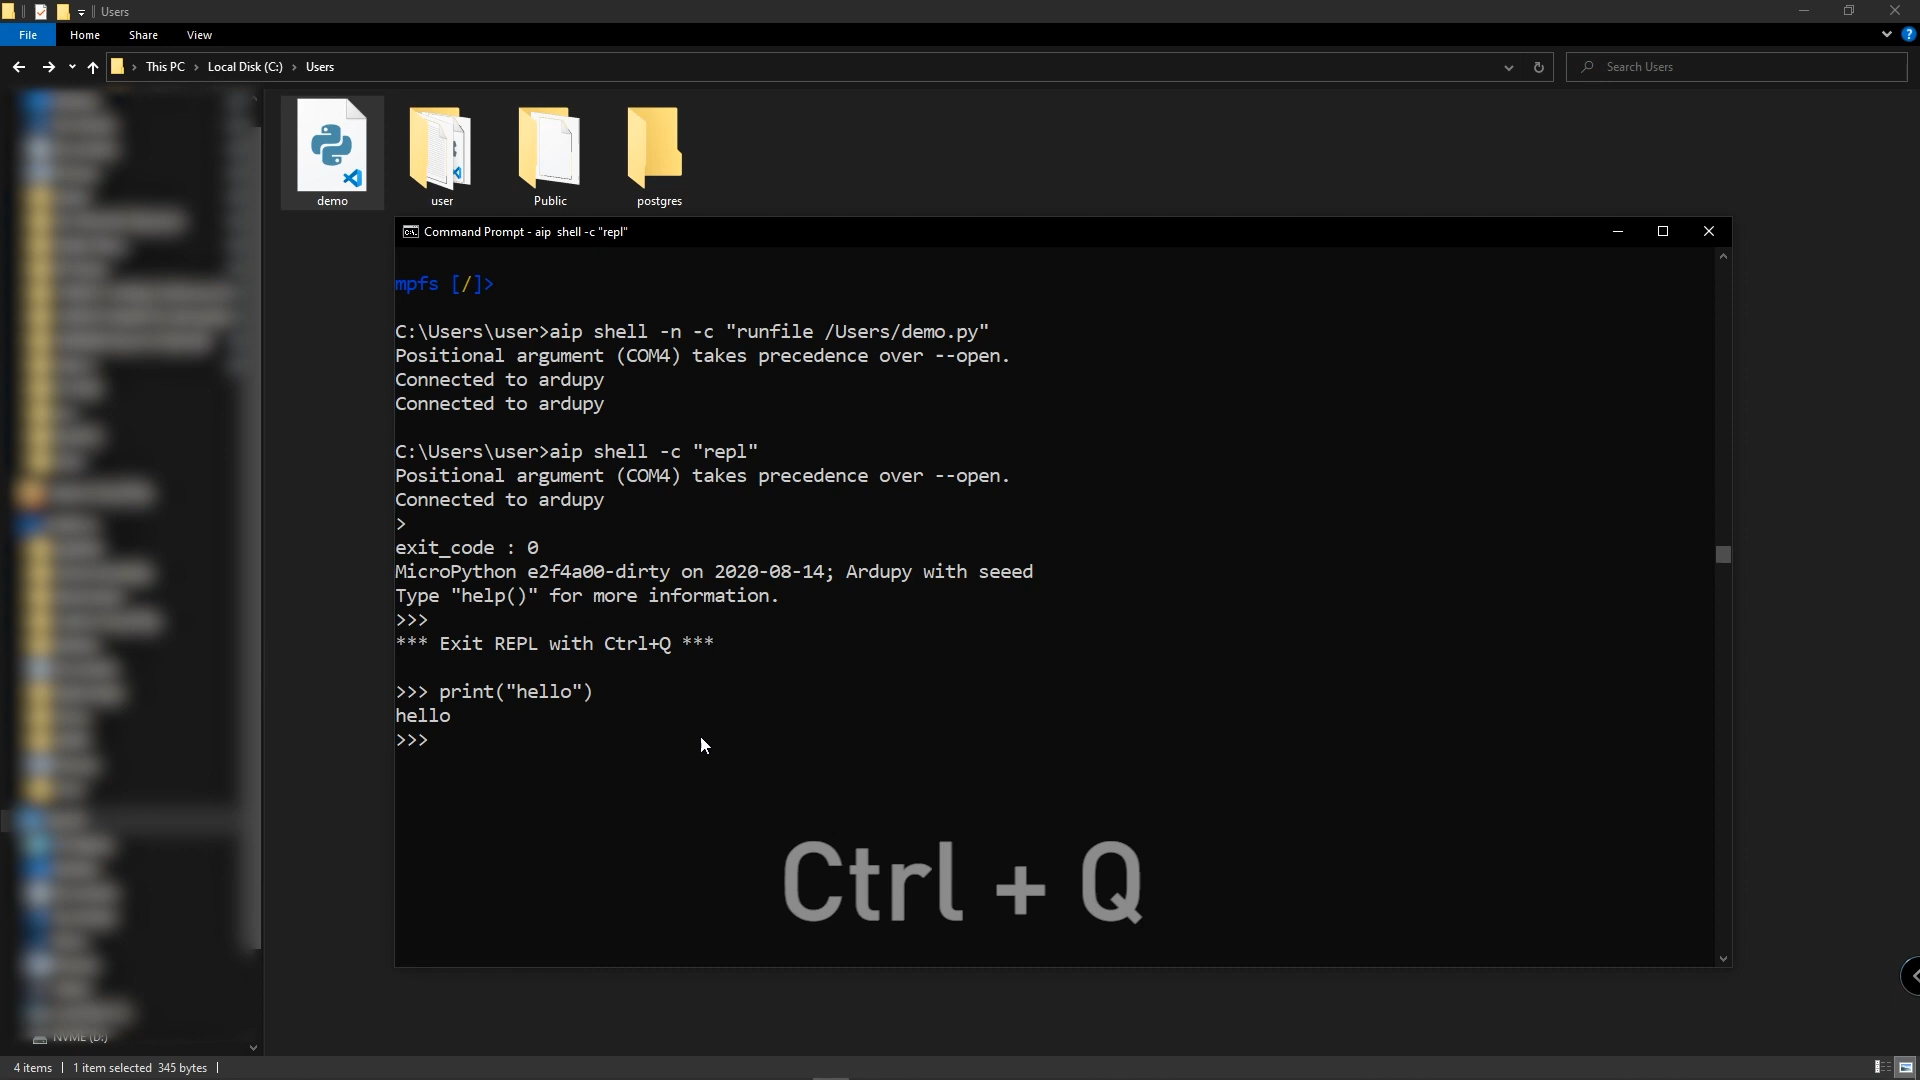 Users
File Home Share View
This PC Local Disk (C:) Users
Search Users
demo user Public postgres
Command Prompt - aip shell -c "repl"
mpfs [/]>
C:\Users\user>aip shell -n -c "runfile /Users/demo.py"
Positional argument (COM4) takes precedence over --open.
Connected to ardupy
Connected to ardupy
C:\Users\user>aip shell -c "repl"
Positional argument (COM4) takes precedence over --open.
Connected to ardupy
>
exit_code : 0
MicroPython e2f4a00-dirty on 2020-08-14; Ardupy with seeed
Type "help()" for more information.
>>>
*** Exit REPL with Ctrl+Q ***
>>> print("hello")
hello
>>>
Ctrl + Q
NVME (D:)
4 items 1 item selected 345 bytes